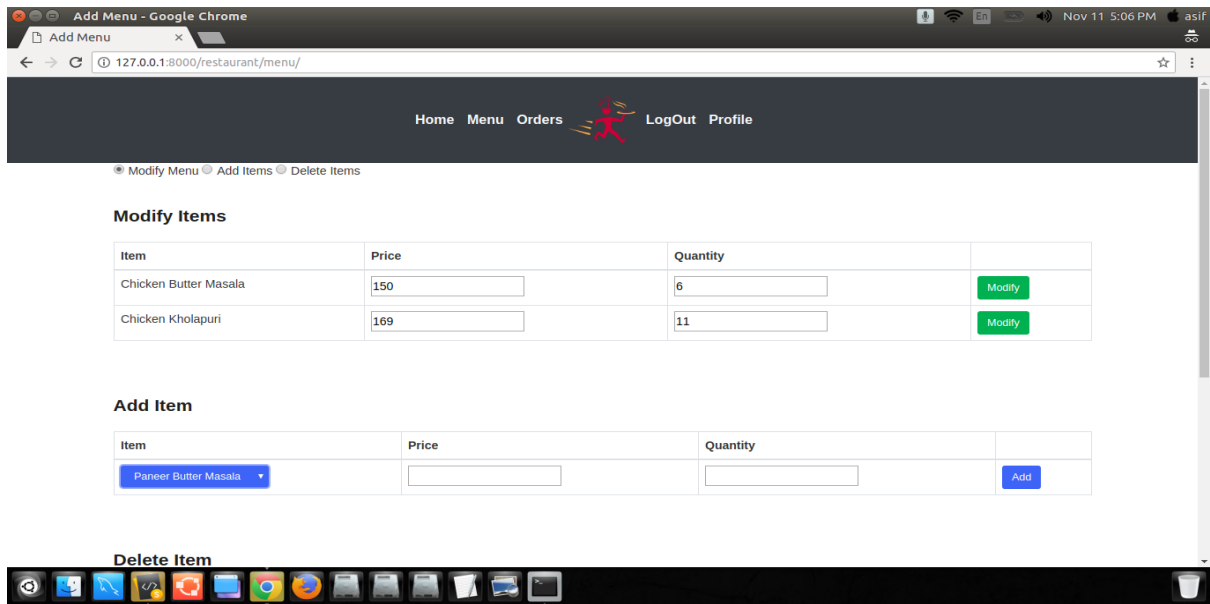 Add Menu - Google Chrome En Nov 11 5:06 PM asif
Add Menu
127.0.0.1:8000/restaurant/menu/
Home Menu Orders LogOut Profile
Modify Menu Add Items Delete Items
Modify Items
Item Price Quantity
Chicken Butter Masala 150 6 Modify
Chicken Kholapuri 169 11 Modify
Add Item
Item Price Quantity
Paneer Butter Masala Add
Delete Item